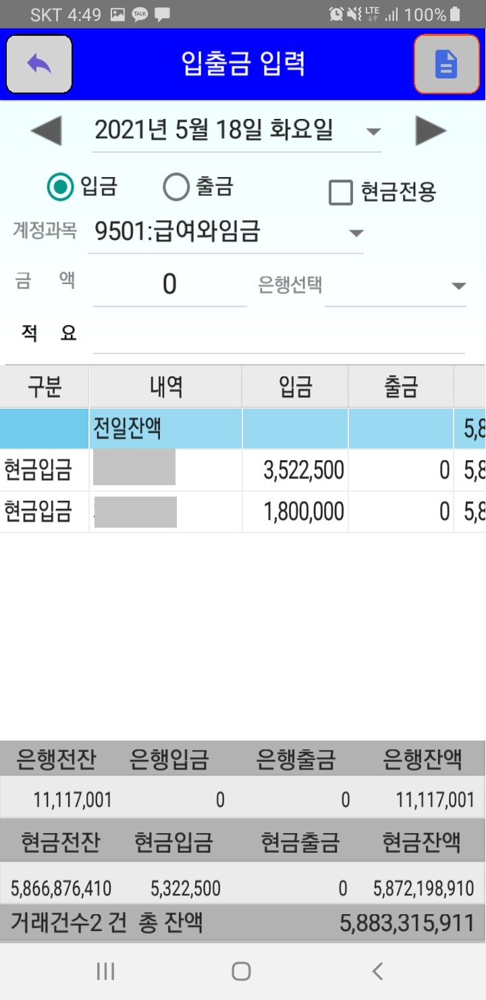 SKT 4:49 TALK LTE 100%
입출금 입력
2021년 5월 18일 화요일
입금 출금 현금전용
계정과목 9501:급여와임금
금 액 0 은행선택
적 요
구분 내역 입금 출금
전일잔액 5,8
현금입금 3,522,500 0 5,8
현금입금 1,800,000 0 5,8
은행전잔 은행입금 은행출금 은행잔액
11,117,001 0 0 11,117,001
현금전잔 현금입금 현금출금 현금잔액
5,866,876,410 5,322,500 0 5,872,198,910
거래건수2 건 총 잔액 5,883,315,911